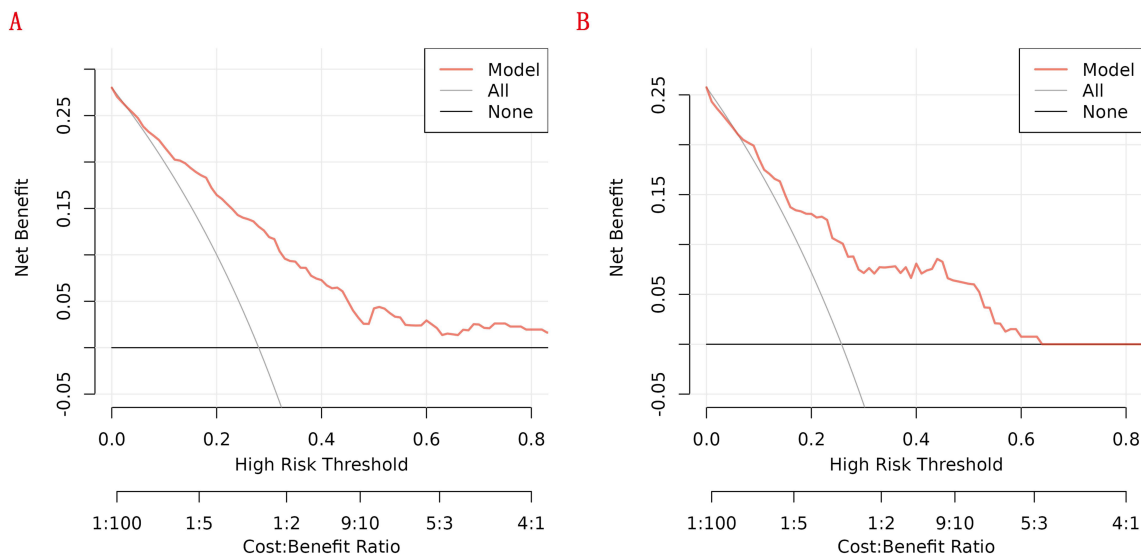 A
Model
All
None
Net Benefit
0.25
0.15
0.05
-0.05
0.0 0.2 0.4 0.6 0.8
High Risk Threshold
1:100 1:5 1:2 9:10 5:3 4:1
Cost:Benefit Ratio
B
Model
All
None
Net Benefit
0.25
0.15
0.05
-0.05
0.0 0.2 0.4 0.6 0.8
High Risk Threshold
1:100 1:5 1:2 9:10 5:3 4:1
Cost:Benefit Ratio